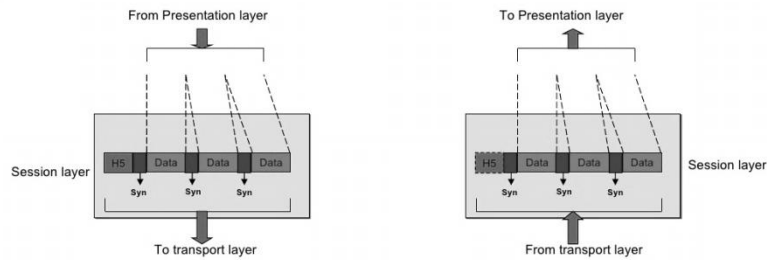 From Presentation layer
To Presentation layer
H5 Data Data Data
H5 Data Data Data
Session layer
Session layer
Syn Syn Syn
Syn Syn Syn
To transport layer
From transport layer